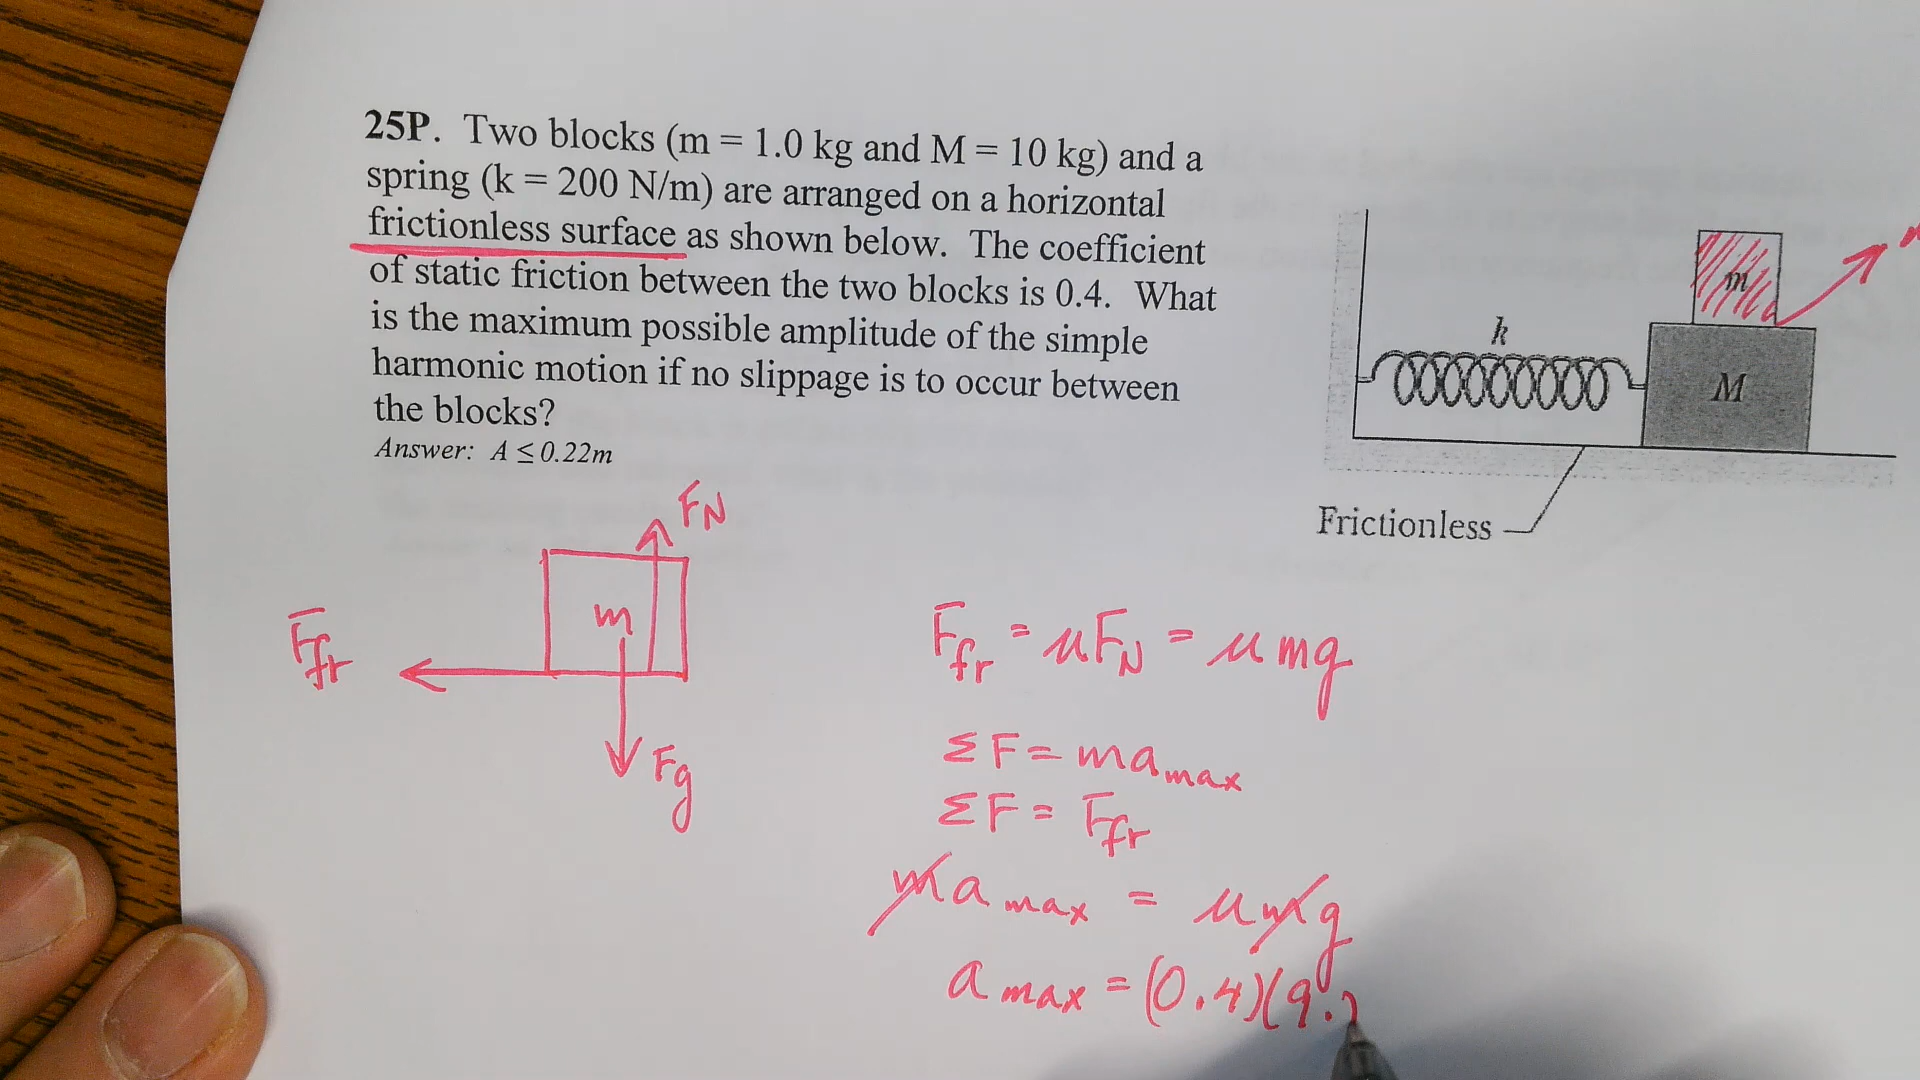 25P. Two blocks (m = 1.0 kg and M = 10 kg) and a
spring (k = 200 N/m) are arranged on a horizontal
frictionless surface as shown below. The coefficient
of static friction between the two blocks is 0.4. What
is the maximum possible amplitude of the simple
harmonic motion if no slippage is to occur between
the blocks?
Answer: A ≤ 0.22m
m
k
M
Frictionless
FN
m
Ffr
Fg
Ffr = μFN = μmg
ΣF = mamax
ΣF = Ffr
mamax = μmg
amax = (0.4)(9.